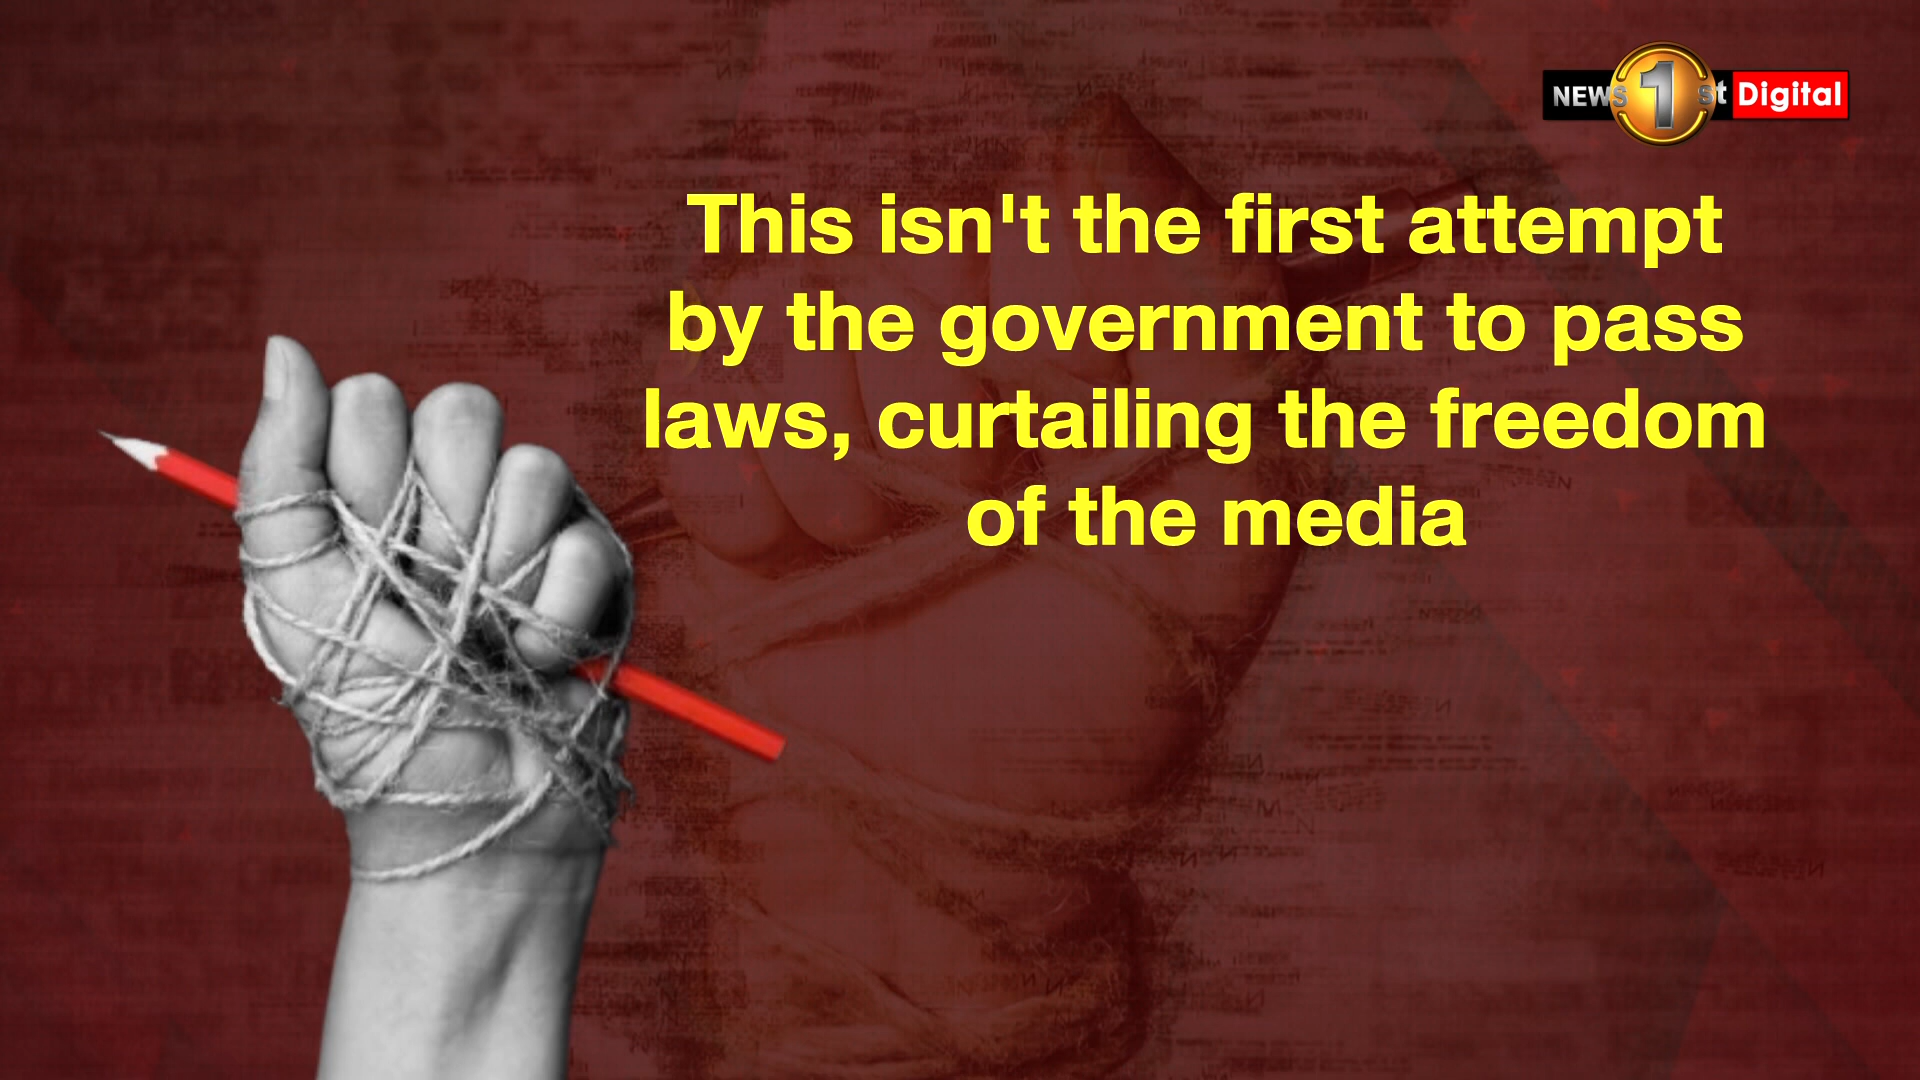 NEWS 1st Digital
This isn't the first attempt
by the government to pass
laws, curtailing the freedom
of the media